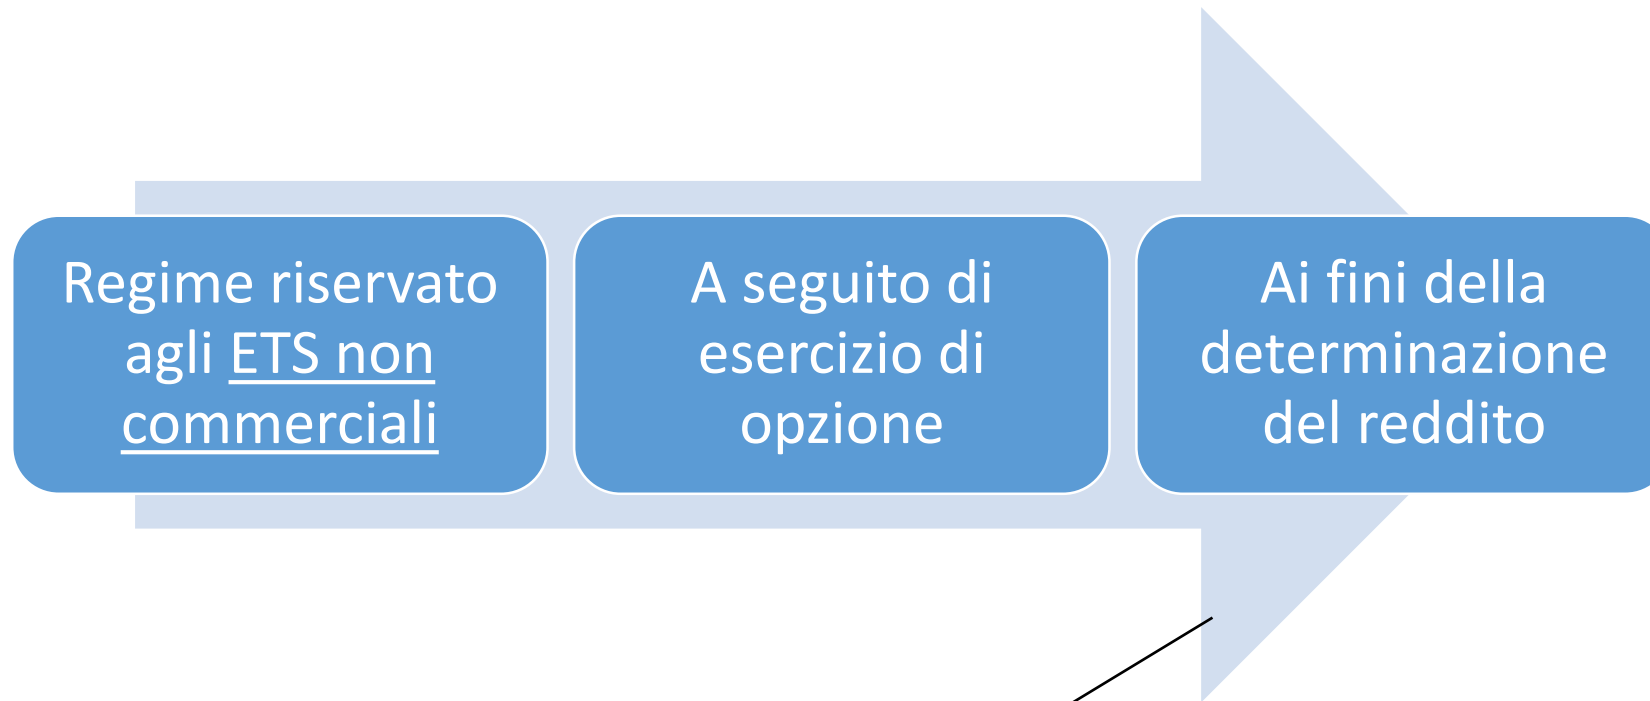 Regime riservato
agli ETS non
commerciali
A seguito di
esercizio di
opzione
Ai fini della
determinazione
del reddito